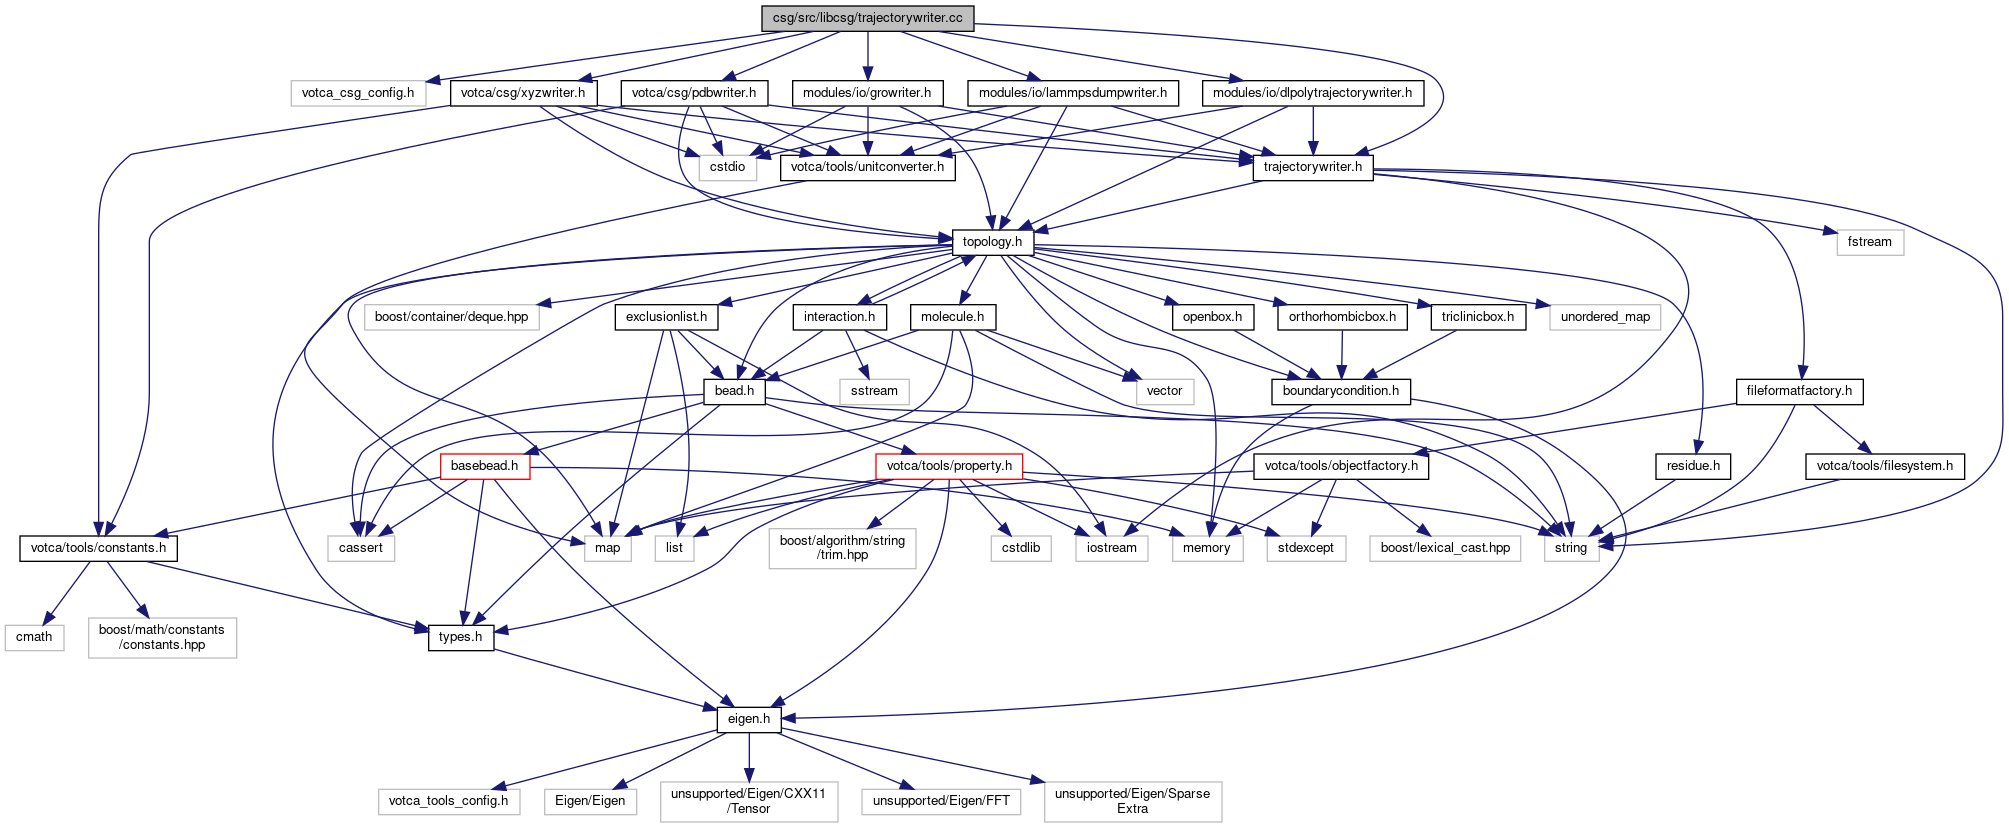 csg/src/libcsg/trajectorywriter.cc
votca_csg_config.h
votca/csg/xyzwriter.h
votca/csg/pdbwriter.h
modules/io/growriter.h
modules/io/lammpsdumpwriter.h
modules/io/dlpolytrajectorywriter.h
cstdio
votca/tools/unitconverter.h
trajectorywriter.h
topology.h
fstream
boost/container/deque.hpp
exclusionlist.h
interaction.h
molecule.h
openbox.h
orthorhombicbox.h
triclinicbox.h
unordered_map
bead.h
sstream
vector
boundarycondition.h
fileformatfactory.h
basebead.h
votca/tools/property.h
votca/tools/objectfactory.h
residue.h
votca/tools/filesystem.h
votca/tools/constants.h
cassert
map
list
boost/algorithm/string
/trim.hpp
cstdlib
iostream
memory
stdexcept
boost/lexical_cast.hpp
string
cmath
boost/math/constants
/constants.hpp
types.h
eigen.h
votca_tools_config.h
Eigen/Eigen
unsupported/Eigen/CXX11
/Tensor
unsupported/Eigen/FFT
unsupported/Eigen/Sparse
Extra